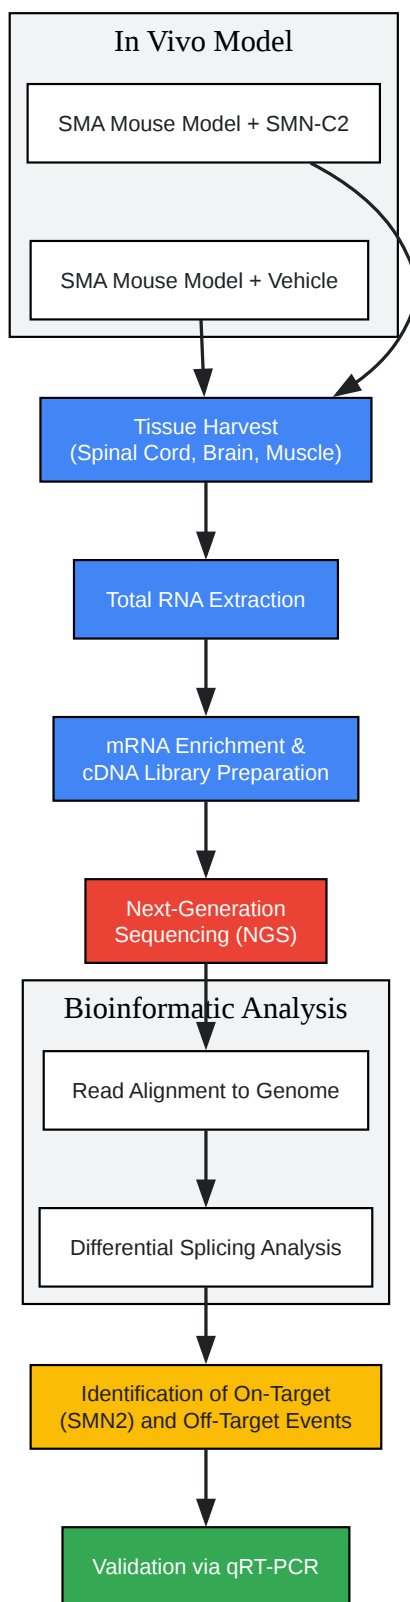 In Vivo Model
SMA Mouse Model + SMN-C2
SMA Mouse Model + Vehicle
Tissue Harvest
(Spinal Cord, Brain, Muscle)
Total RNA Extraction
mRNA Enrichment &
cDNA Library Preparation
Next-Generation
Sequencing (NGS)
Bioinformatic Analysis
Read Alignment to Genome
Differential Splicing Analysis
Identification of On-Target
(SMN2) and Off-Target Events
Validation via qRT-PCR